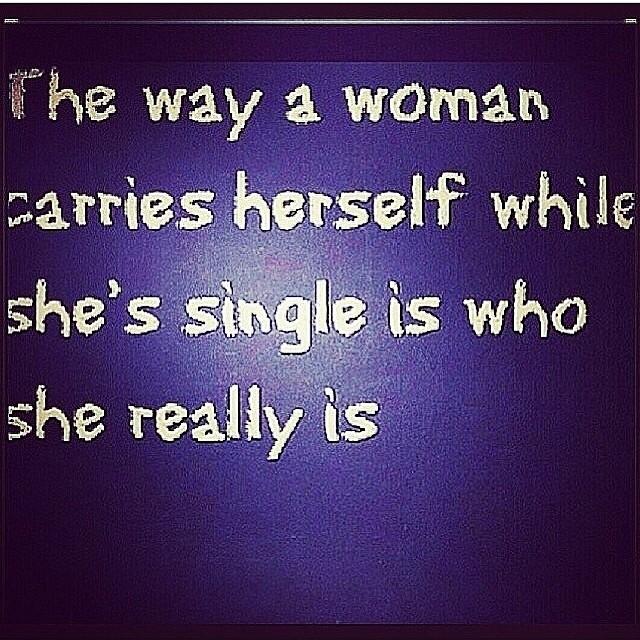 The way a woman
carries herself while
she's single is who
she really is